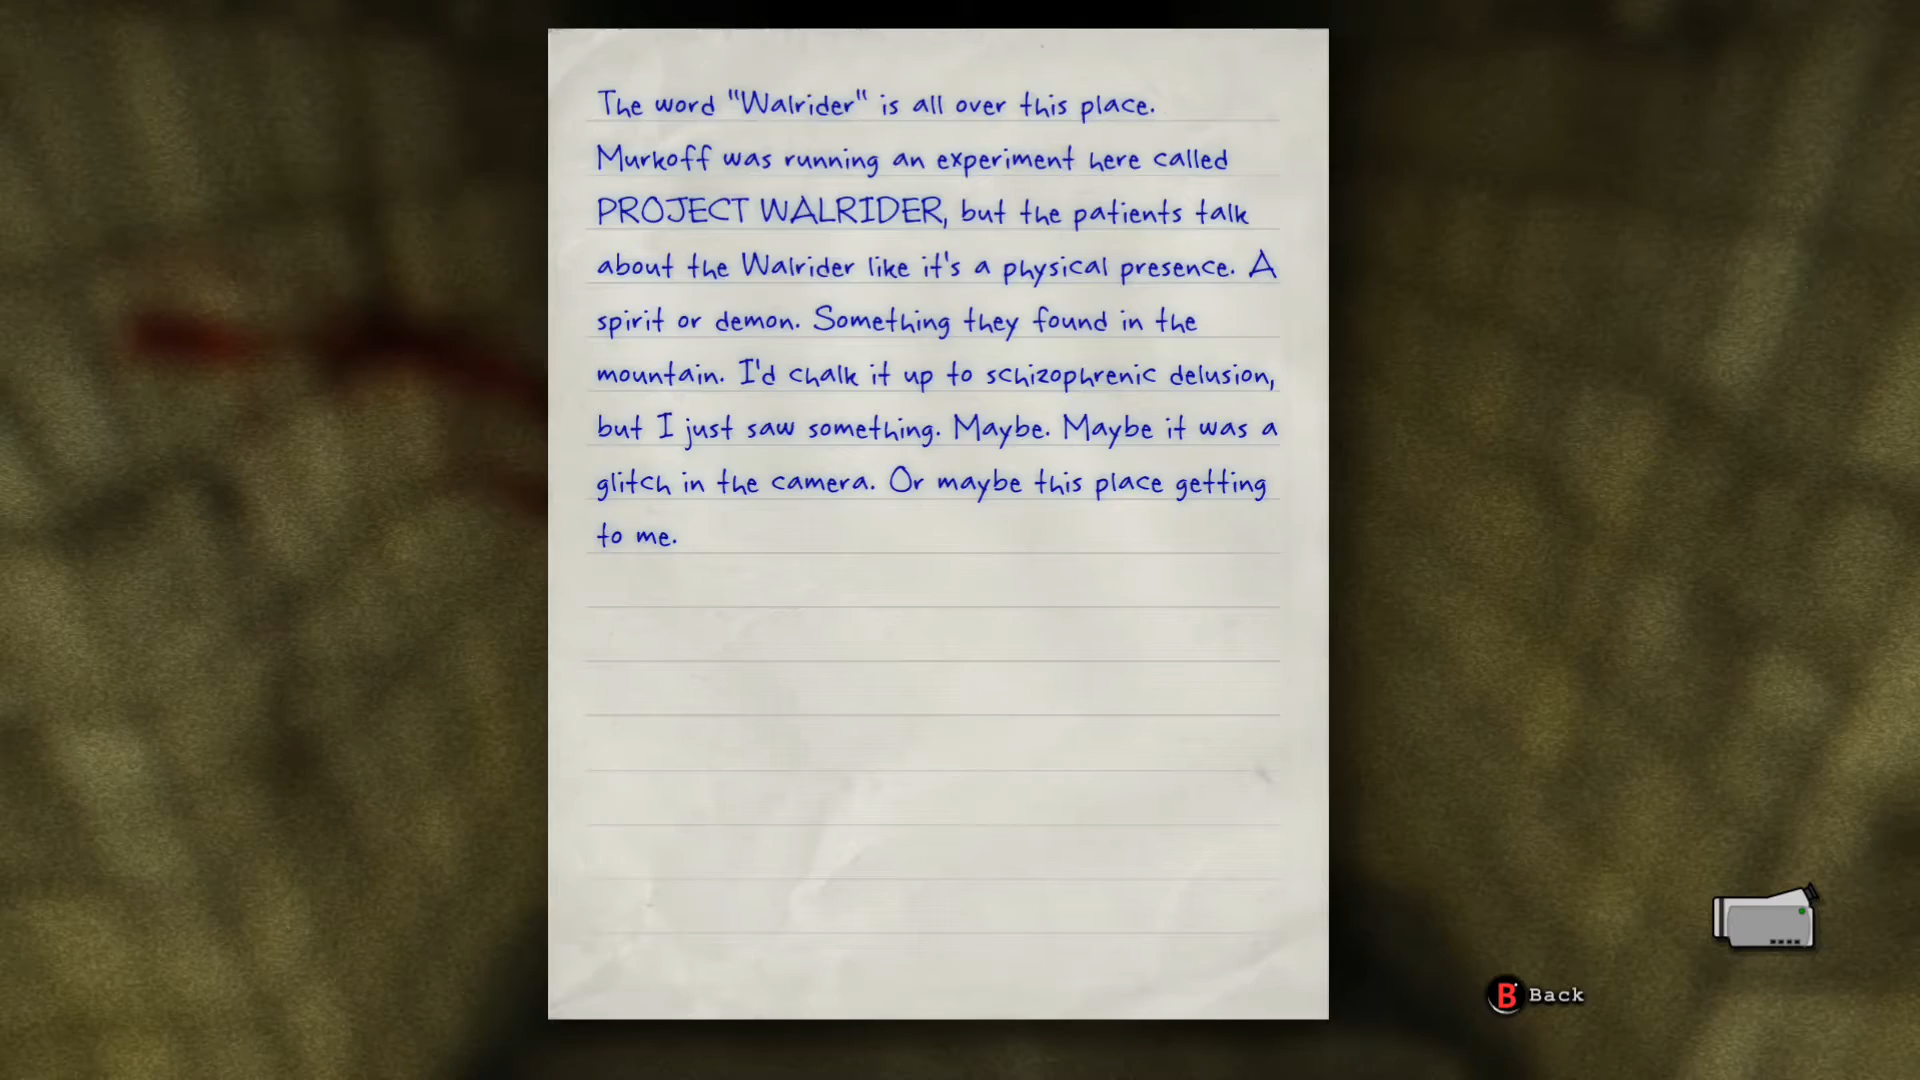 The word "Walrider" is all over this place.
Murkoff was running an experiment here called
PROJECT WALRIDER, but the patients talk
about the Walrider like it's a physical presence. A
spirit or demon. Something they found in the
mountain. I'd chalk it up to schizophrenic delusion,
but I just saw something. Maybe. Maybe it was a
glitch in the camera. Or maybe this place getting
to me.
B Back